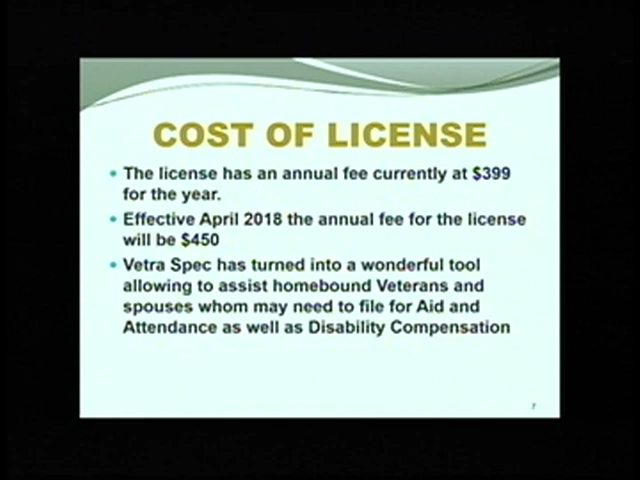 COST OF LICENSE
• The license has an annual fee currently at $399
for the year.
• Effective April 2018 the annual fee for the license
will be $450
• Vetra Spec has turned into a wonderful tool
allowing to assist homebound Veterans and
spouses whom may need to file for Aid and
Attendance as well as Disability Compensation
7